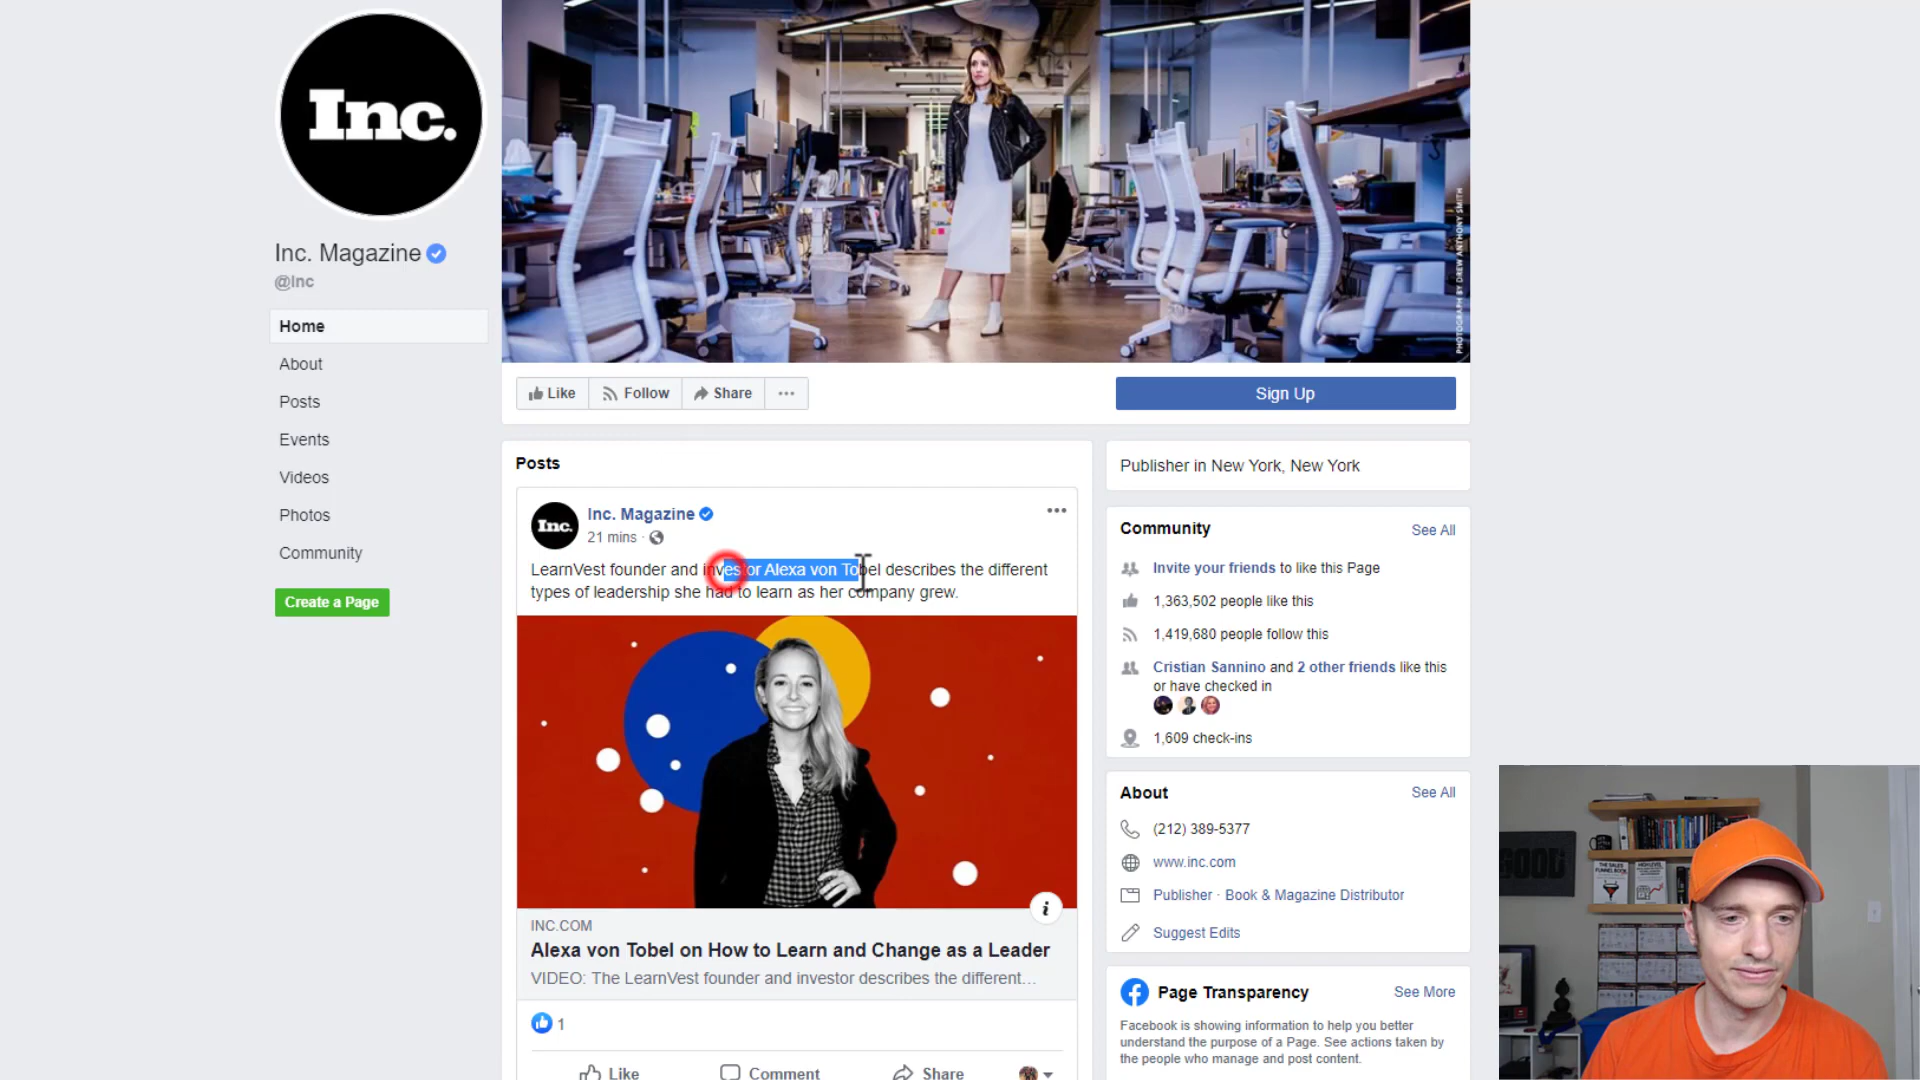 Inc.
Inc. Magazine
@Inc
Home
About
Posts
Events
Videos
Photos
Community
Create a Page
PHOTOGRAPH BY DREW ANTHONY SMITH
Like
Follow
Share
Sign Up
Posts
Inc.
Inc. Magazine
21 mins ·
LearnVest founder and investor Alexa von Tobel describes the different
types of leadership she had to learn as her company grew.
i
INC.COM
Alexa von Tobel on How to Learn and Change as a Leader
VIDEO: The LearnVest founder and investor describes the different…
1
Like
Comment
Share
Publisher in New York, New York
Community
See All
Invite your friends to like this Page
1,363,502 people like this
1,419,680 people follow this
Cristian Sannino and 2 other friends like this
or have checked in
1,609 check-ins
About
See All
(212) 389-5377
www.inc.com
Publisher · Book & Magazine Distributor
Suggest Edits
Page Transparency
See More
Facebook is showing information to help you better
understand the purpose of a Page. See actions taken by
the people who manage and post content.
GOOD